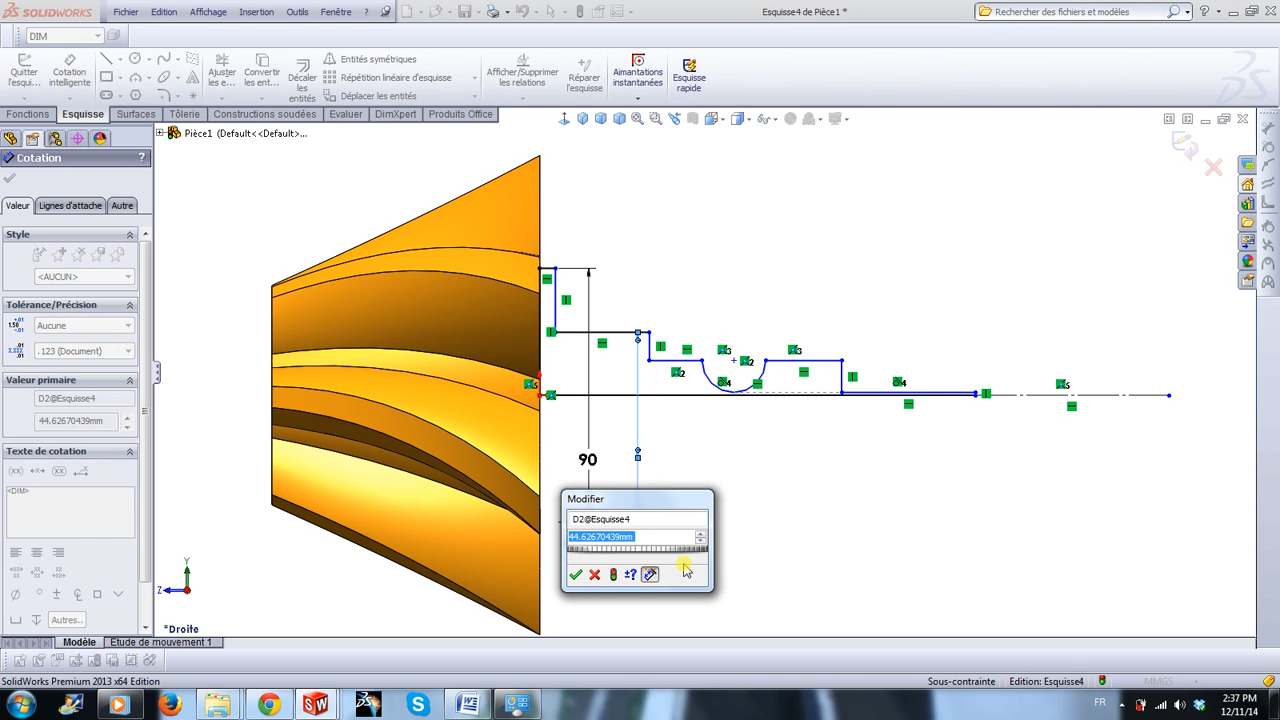 SOLIDWORKS
Fichier Edition Affichage Insertion Outils Fenêtre ?
Esquisse4 de Pièce1 *
Rechercher des fichiers et modèles
DIM
Quitter l'esqui...
Cotation intelligente
Ajuster les e...
Convertir les ent...
Décaler les entités
Entités symétriques
Répétition linéaire d'esquisse
Déplacer les entités
Afficher/Supprimer les relations
Réparer l'esquisse
Aimantations instantanées
Esquisse rapide
Fonctions Esquisse Surfaces Tôlerie Constructions soudées Evaluer DimXpert Produits Office
Pièce1 (Default<<Default>...
Cotation ?
Valeur Lignes d'attache Autre
Style
<AUCUN>
Tolérance/Précision
Aucune
.123 (Document)
Valeur primaire
D2@Esquisse4
44.62670439mm
Texte de cotation
<DIM>
Autres..
90
Modifier
D2@Esquisse4
44.62670439mm
Y
Z
*Droite
Modèle Etude de mouvement 1
SolidWorks Premium 2013 x64 Edition
Sous-contrainte Edition: Esquisse4 MMGS
FR
2:37 PM
12/11/14